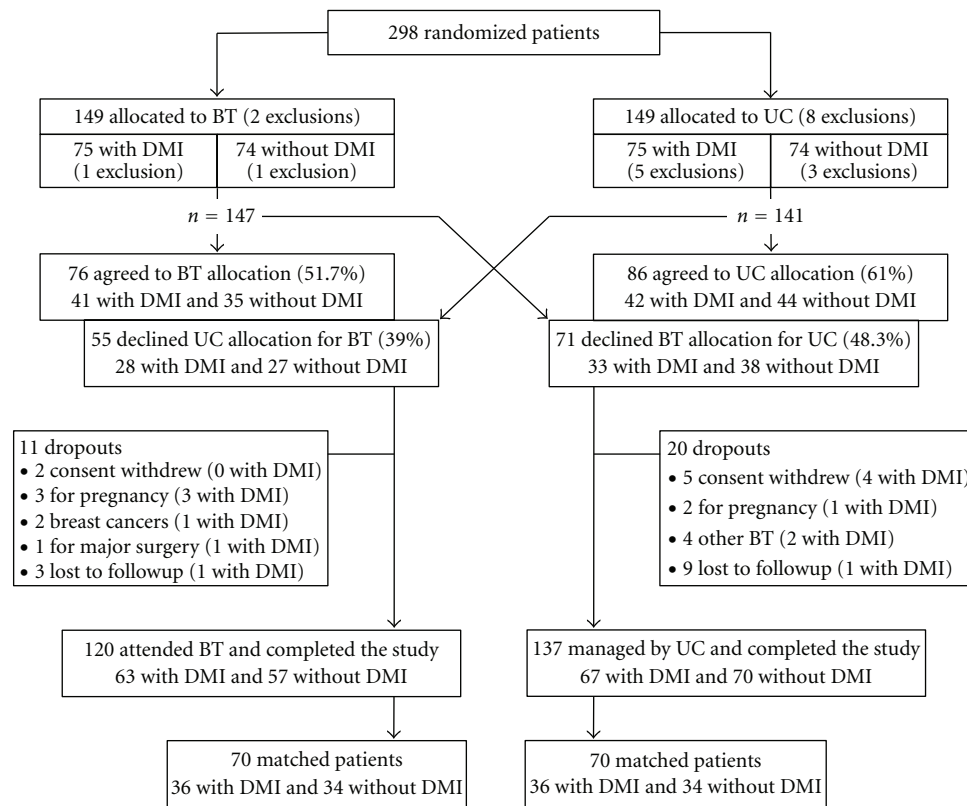 298 randomized patients
149 allocated to BT (2 exclusions)
75 with DMI
(1 exclusion)
74 without DMI
(1 exclusion)
149 allocated to UC (8 exclusions)
75 with DMI
(5 exclusions)
74 without DMI
(3 exclusions)
n = 147
n = 141
76 agreed to BT allocation (51.7%)
41 with DMI and 35 without DMI
86 agreed to UC allocation (61%)
42 with DMI and 44 without DMI
55 declined UC allocation for BT (39%)
28 with DMI and 27 without DMI
71 declined BT allocation for UC (48.3%)
33 with DMI and 38 without DMI
11 dropouts
• 2 consent withdrew (0 with DMI)
• 3 for pregnancy (3 with DMI)
• 2 breast cancers (1 with DMI)
• 1 for major surgery (1 with DMI)
• 3 lost to followup (1 with DMI)
20 dropouts
• 5 consent withdrew (4 with DMI)
• 2 for pregnancy (1 with DMI)
• 4 other BT (2 with DMI)
• 9 lost to followup (1 with DMI)
120 attended BT and completed the study
63 with DMI and 57 without DMI
137 managed by UC and completed the study
67 with DMI and 70 without DMI
70 matched patients
36 with DMI and 34 without DMI
70 matched patients
36 with DMI and 34 without DMI